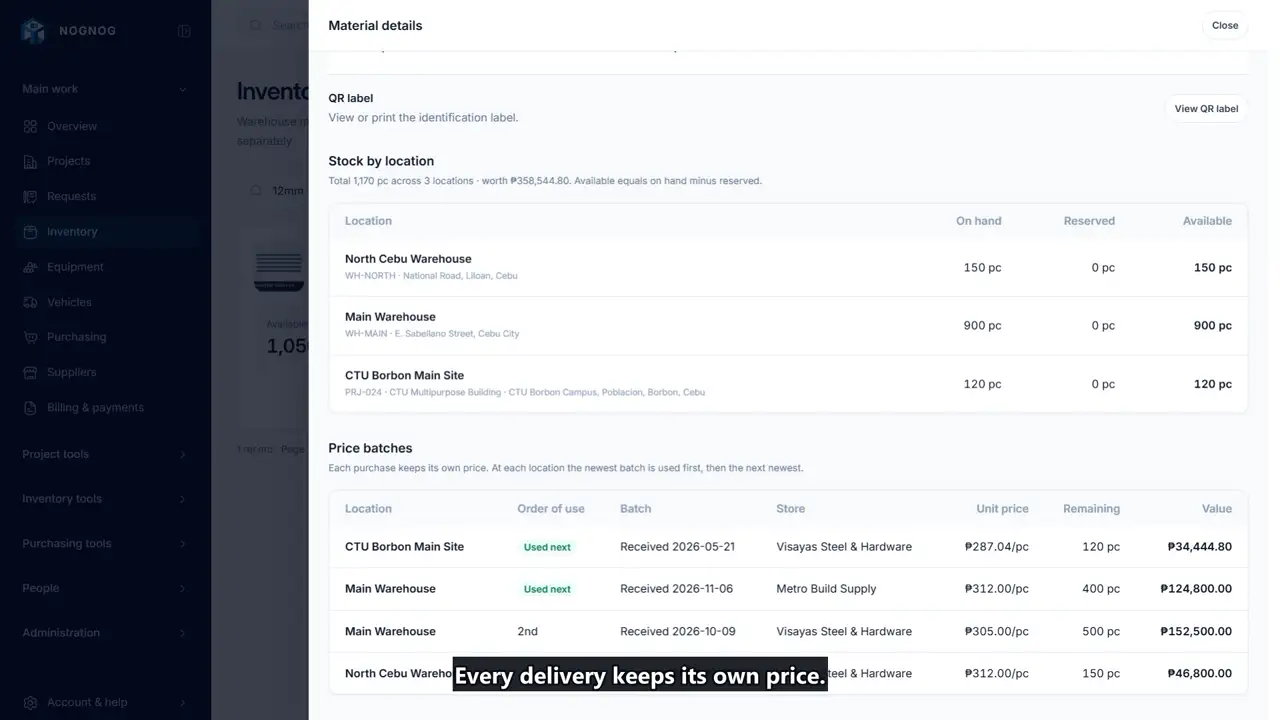 NOGNOG
Main work
Overview
Projects
Requests
Inventory
Equipment
Vehicles
Purchasing
Suppliers
Billing & payments
Project tools
Inventory tools
Purchasing tools
People
Administration
Account & help
Search
Invento
Warehouse m
separately
12mm
Available
1,05
Page
Material details
Close
QR label
View or print the identification label.
View QR label
Stock by location
Total 1,170 pc across 3 locations · worth ₱358,544.80. Available equals on hand minus reserved.
Location On hand Reserved Available
North Cebu Warehouse
WH-NORTH · National Road, Liloan, Cebu
150 pc 0 pc 150 pc
Main Warehouse
WH-MAIN · E. Sabellano Street, Cebu City
900 pc 0 pc 900 pc
CTU Borbon Main Site
PRJ-024 · CTU Multipurpose Building · CTU Borbon Campus, Poblacion, Borbon, Cebu
120 pc 0 pc 120 pc
Price batches
Each purchase keeps its own price. At each location the newest batch is used first, then the next newest.
Location Order of use Batch Store Unit price Remaining Value
CTU Borbon Main Site Used next Received 2026-05-21 Visayas Steel & Hardware ₱287.04/pc 120 pc ₱34,444.80
Main Warehouse Used next Received 2026-11-06 Metro Build Supply ₱312.00/pc 400 pc ₱124,800.00
Main Warehouse 2nd Received 2026-10-09 Visayas Steel & Hardware ₱305.00/pc 500 pc ₱152,500.00
North Cebu Wareho teel & Hardware ₱312.00/pc 150 pc ₱46,800.00
Every delivery keeps its own price.